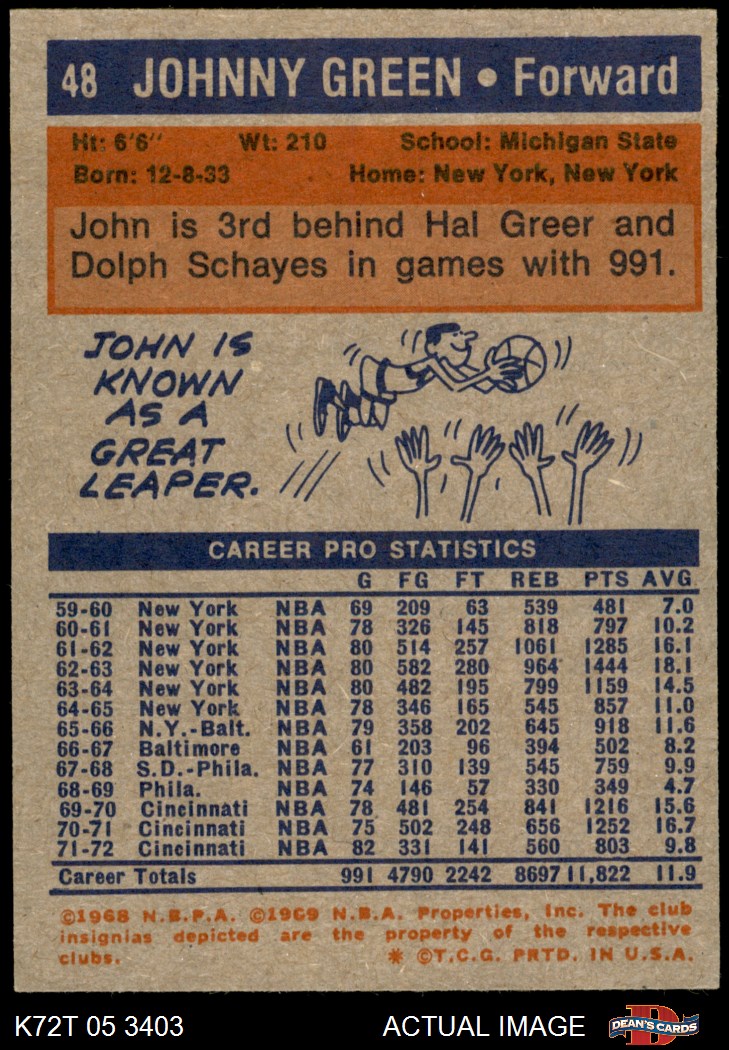 48 JOHNNY GREEN • Forward
Ht: 6'6" Wt: 210 School: Michigan State
Born: 12-8-33 Home: New York, New York
John is 3rd behind Hal Greer and
Dolph Schayes in games with 991.
JOHN IS
KNOWN
AS A
GREAT
LEAPER.
CAREER PRO STATISTICS
G FG FT REB PTS AVG
59-60 New York NBA 69 209 63 539 481 7.0
60-61 New York NBA 78 326 145 818 797 10.2
61-62 New York NBA 80 514 257 1061 1285 16.1
62-63 New York NBA 80 582 280 964 1444 18.1
63-64 New York NBA 80 482 195 799 1159 14.5
64-65 New York NBA 78 346 165 545 857 11.0
65-66 N.Y.-Balt. NBA 79 358 202 645 918 11.6
66-67 Baltimore NBA 61 203 96 394 502 8.2
67-68 S.D.-Phila. NBA 77 310 139 545 759 9.9
68-69 Phila. NBA 74 146 57 330 349 4.7
69-70 Cincinnati NBA 78 481 254 841 1216 15.6
70-71 Cincinnati NBA 75 502 248 656 1252 16.7
71-72 Cincinnati NBA 82 331 141 560 803 9.8
Career Totals 991 4790 2242 8697 11,822 11.9
©1968 N.B.P.A. ©1969 N.B.A. Properties, Inc. The club
insignias depicted are the property of the respective
clubs. * ©T.C.G. PRTD. IN U.S.A.
K72T 05 3403 ACTUAL IMAGE D DEAN'S CARDS